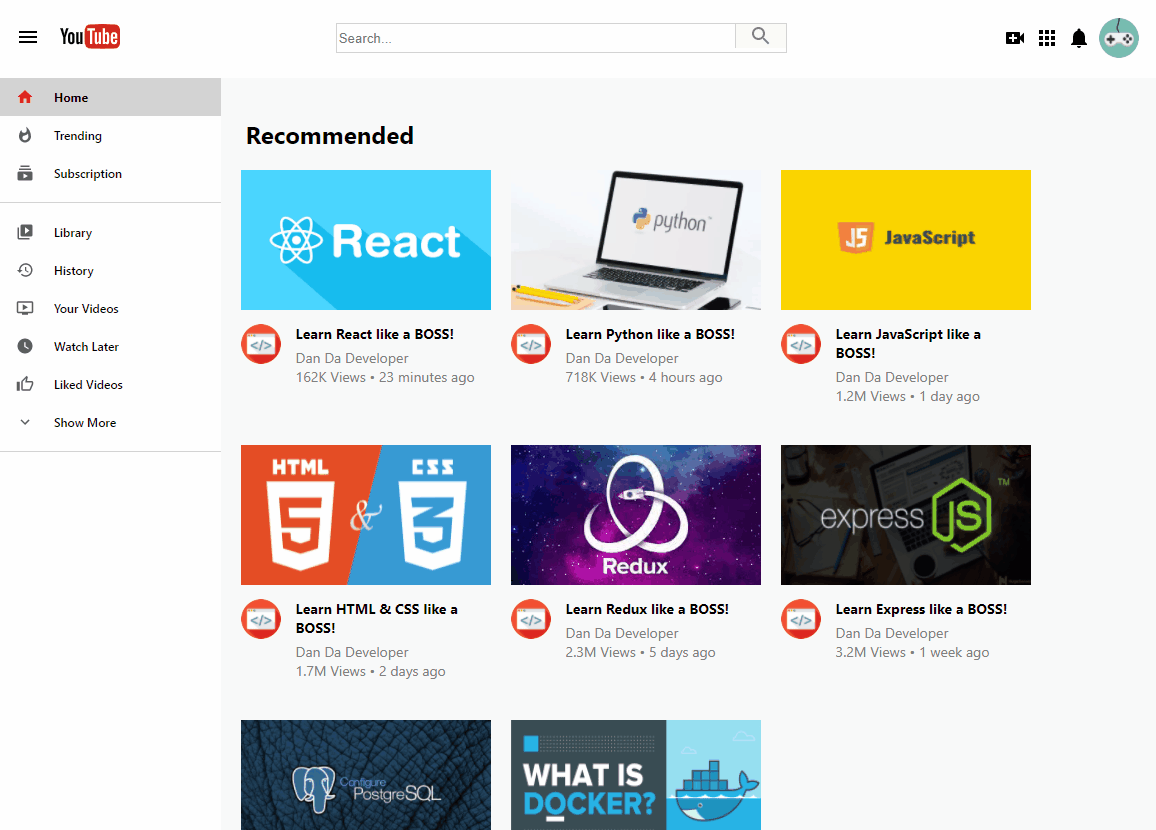 YouTube
Search...
Home
Trending
Subscription
Library
History
Your Videos
Watch Later
Liked Videos
Show More
Recommended
React
python™
JS JavaScript
Learn React like a BOSS!
Dan Da Developer
162K Views • 23 minutes ago
Learn Python like a BOSS!
Dan Da Developer
718K Views • 4 hours ago
Learn JavaScript like a
BOSS!
Dan Da Developer
1.2M Views • 1 day ago
HTML
5
&
CSS
3
Redux
express JS™
Learn HTML & CSS like a
BOSS!
Dan Da Developer
1.7M Views • 2 days ago
Learn Redux like a BOSS!
Dan Da Developer
2.3M Views • 5 days ago
Learn Express like a BOSS!
Dan Da Developer
3.2M Views • 1 week ago
Configure
PostgreSQL
WHAT IS
DOCKER?